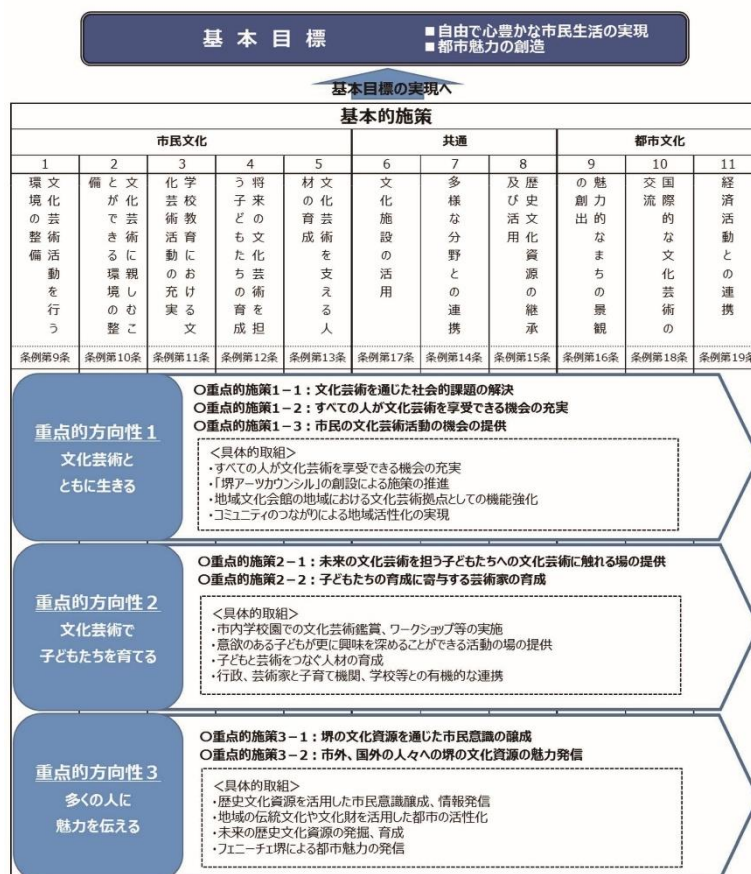 基本目標
■自由で心豊かな市民生活の実現
■都市魅力の創造
基本目標の実現へ
基本的施策
市民文化
共通
都市文化
1
2
3
4
5
6
7
8
9
10
11
文化芸術活動を行う
環境の整備
文化芸術に親しむこ
とができる環境の整
備
学校教育における文
化芸術活動の充実
将来の文化芸術を担
う子どもたちの育成
文化芸術を支える人
材の育成
文化施設の活用
多様な分野との連携
歴史文化資源の継承
及び活用
魅力的なまちの景観
の創出
国際的な文化芸術の
交流
経済活動との連携
条例第9条
条例第10条
条例第11条
条例第12条
条例第13条
条例第17条
条例第14条
条例第15条
条例第16条
条例第18条
条例第19条
重点的方向性1
文化芸術と
ともに生きる
○重点的施策1-1:文化芸術を通じた社会的課題の解決
○重点的施策1-2:すべての人が文化芸術を享受できる機会の充実
○重点的施策1-3:市民の文化芸術活動の機会の提供
<具体的取組>
・すべての人が文化芸術を享受できる機会の充実
・「堺アーツカウンシル」の創設による施策の推進
・地域文化会館の地域における文化芸術拠点としての機能強化
・コミュニティのつながりによる地域活性化の実現
重点的方向性2
文化芸術で
子どもたちを育てる
○重点的施策2-1:未来の文化芸術を担う子どもたちへの文化芸術に触れる場の提供
○重点的施策2-2:子どもたちの育成に寄与する芸術家の育成
<具体的取組>
・市内学校園での文化芸術鑑賞、ワークショップ等の実施
・意欲のある子どもが更に興味を深めることができる活動の場の提供
・子どもと芸術をつなぐ人材の育成
・行政、芸術家と子育て機関、学校等との有機的な連携
重点的方向性3
多くの人に
魅力を伝える
○重点的施策3-1:堺の文化資源を通じた市民意識の醸成
○重点的施策3-2:市外、国外の人々への堺の文化資源の魅力発信
<具体的取組>
・歴史文化資源を活用した市民意識醸成、情報発信
・地域の伝統文化や文化財を活用した都市の活性化
・未来の歴史文化資源の発掘、育成
・フェニーチェ堺による都市魅力の発信